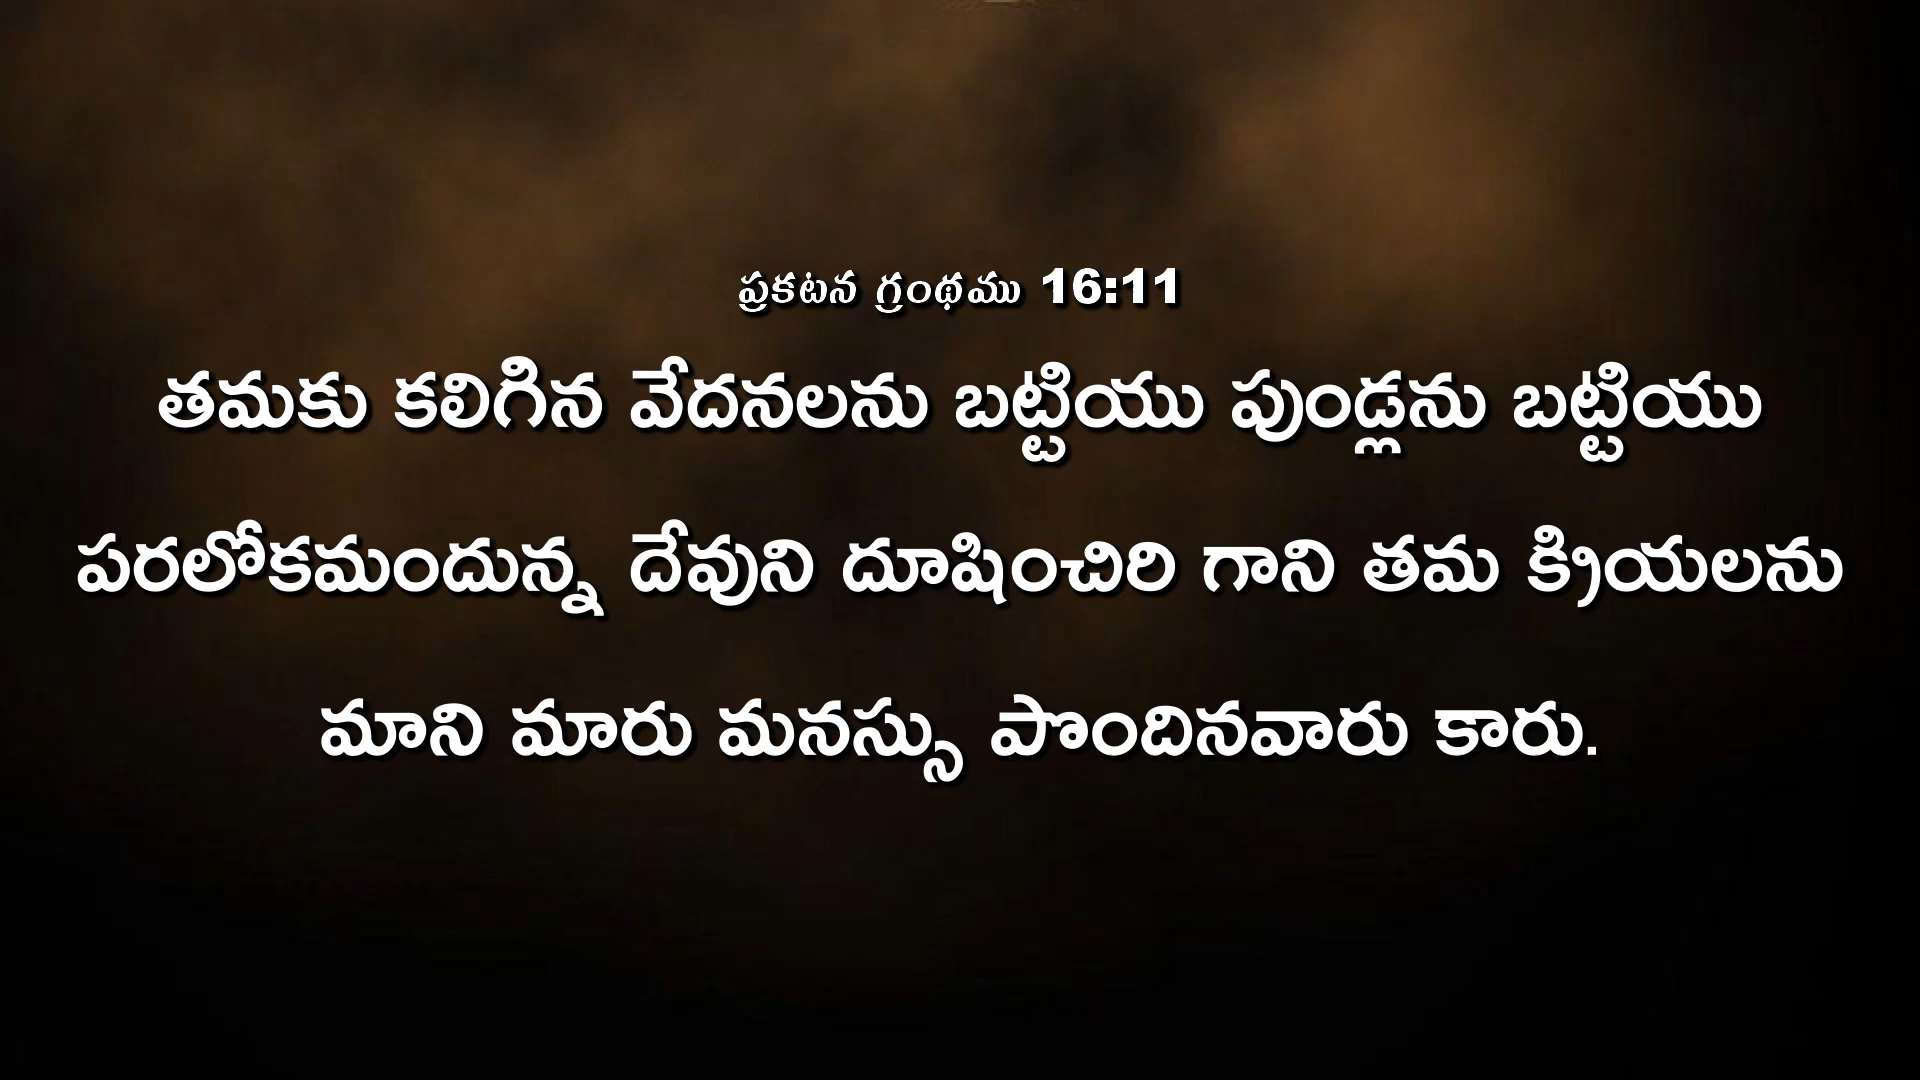 ప్రకటన గ్రంథము 16:11
తమకు కలిగిన వేదనలను బట్టియు పుండ్లను బట్టియు
పరలోకమందున్న దేవుని దూషించిరి గాని తమ క్రియలను
మాని మారు మనస్సు పొందినవారు కారు.